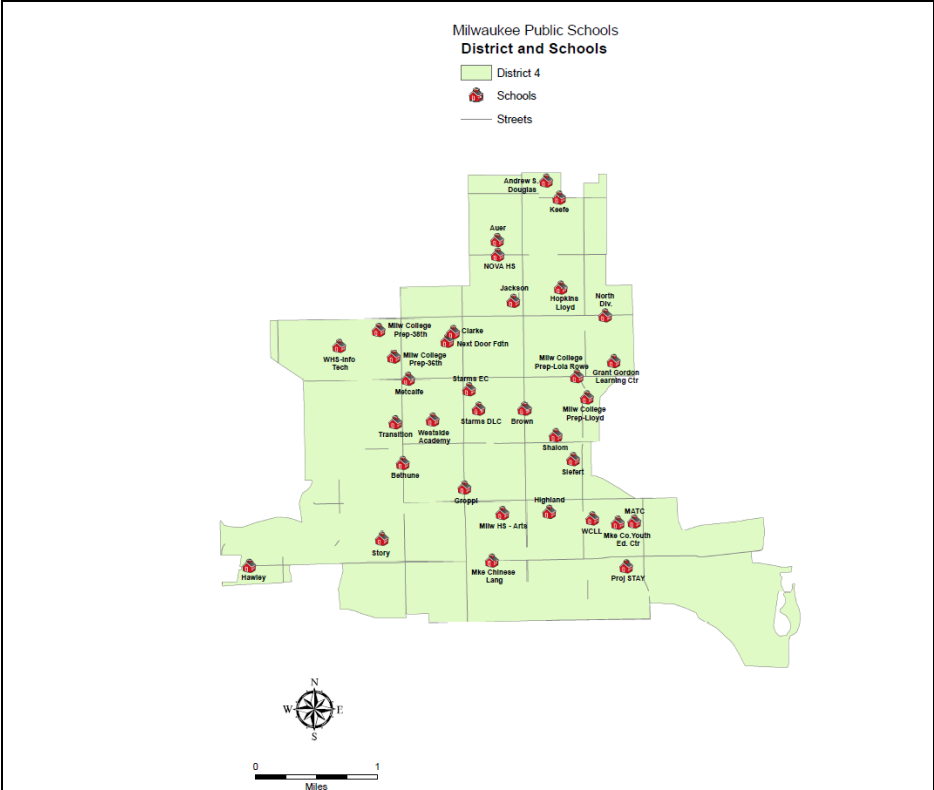 Milwaukee Public Schools
District and Schools
District 4
Schools
Streets
Andrew S.
Douglas
Keefe
Auer
NOVA HS
Jackson
Hopkins
Lloyd
North
Div.
Milw College
Prep-38th
Clarke
Next Door Fdtn
WHS-Info
Tech
Milw College
Prep-36th
Milw College
Prep-Lola Rowe
Grant Gordon
Learning Ctr
Metcalfe
Starms EC
Milw College
Prep-Lloyd
Starms DLC
Brown
Transition
Westside
Academy
Shalom
Siefert
Bethune
Groppi
Highland
Milw HS - Arts
WCLL
MATC
Mke Co.Youth
Ed. Ctr
Story
Hawley
Mke Chinese
Lang
Proj STAY
N
W
E
S
0
1
Miles